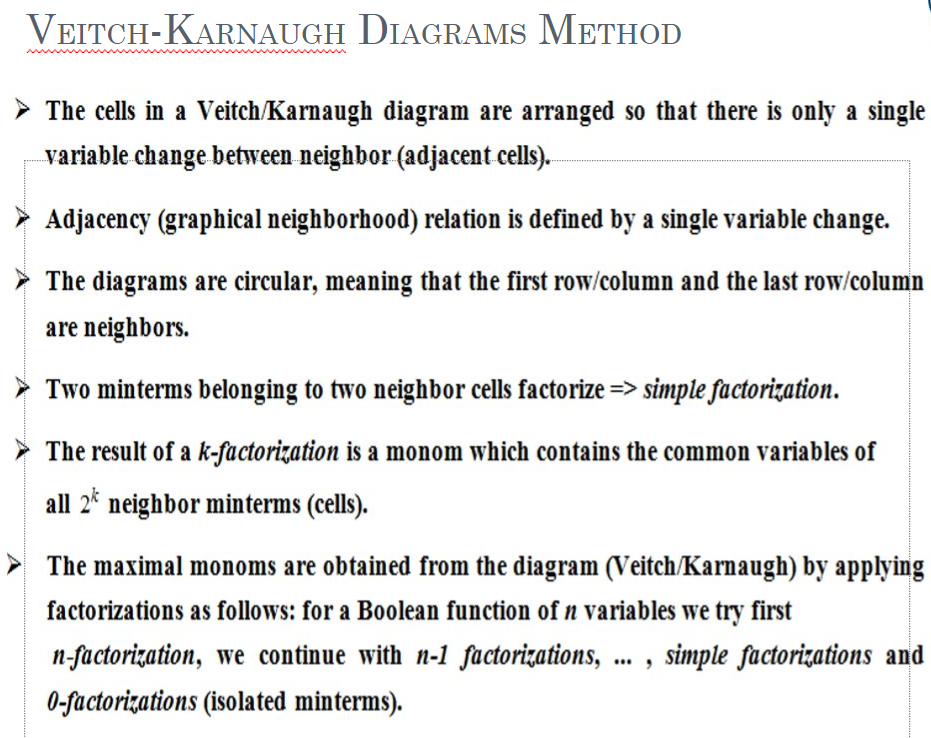 VEITCH-KARNAUGH DIAGRAMS METHOD
➢ The cells in a Veitch/Karnaugh diagram are arranged so that there is only a single
variable change between neighbor (adjacent cells).
➢ Adjacency (graphical neighborhood) relation is defined by a single variable change.
➢ The diagrams are circular, meaning that the first row/column and the last row/column
are neighbors.
➢ Two minterms belonging to two neighbor cells factorize => simple factorization.
➢ The result of a k-factorization is a monom which contains the common variables of
all 2^k neighbor minterms (cells).
➢ The maximal monoms are obtained from the diagram (Veitch/Karnaugh) by applying
factorizations as follows: for a Boolean function of n variables we try first
n-factorization, we continue with n-1 factorizations, ... , simple factorizations and
0-factorizations (isolated minterms).